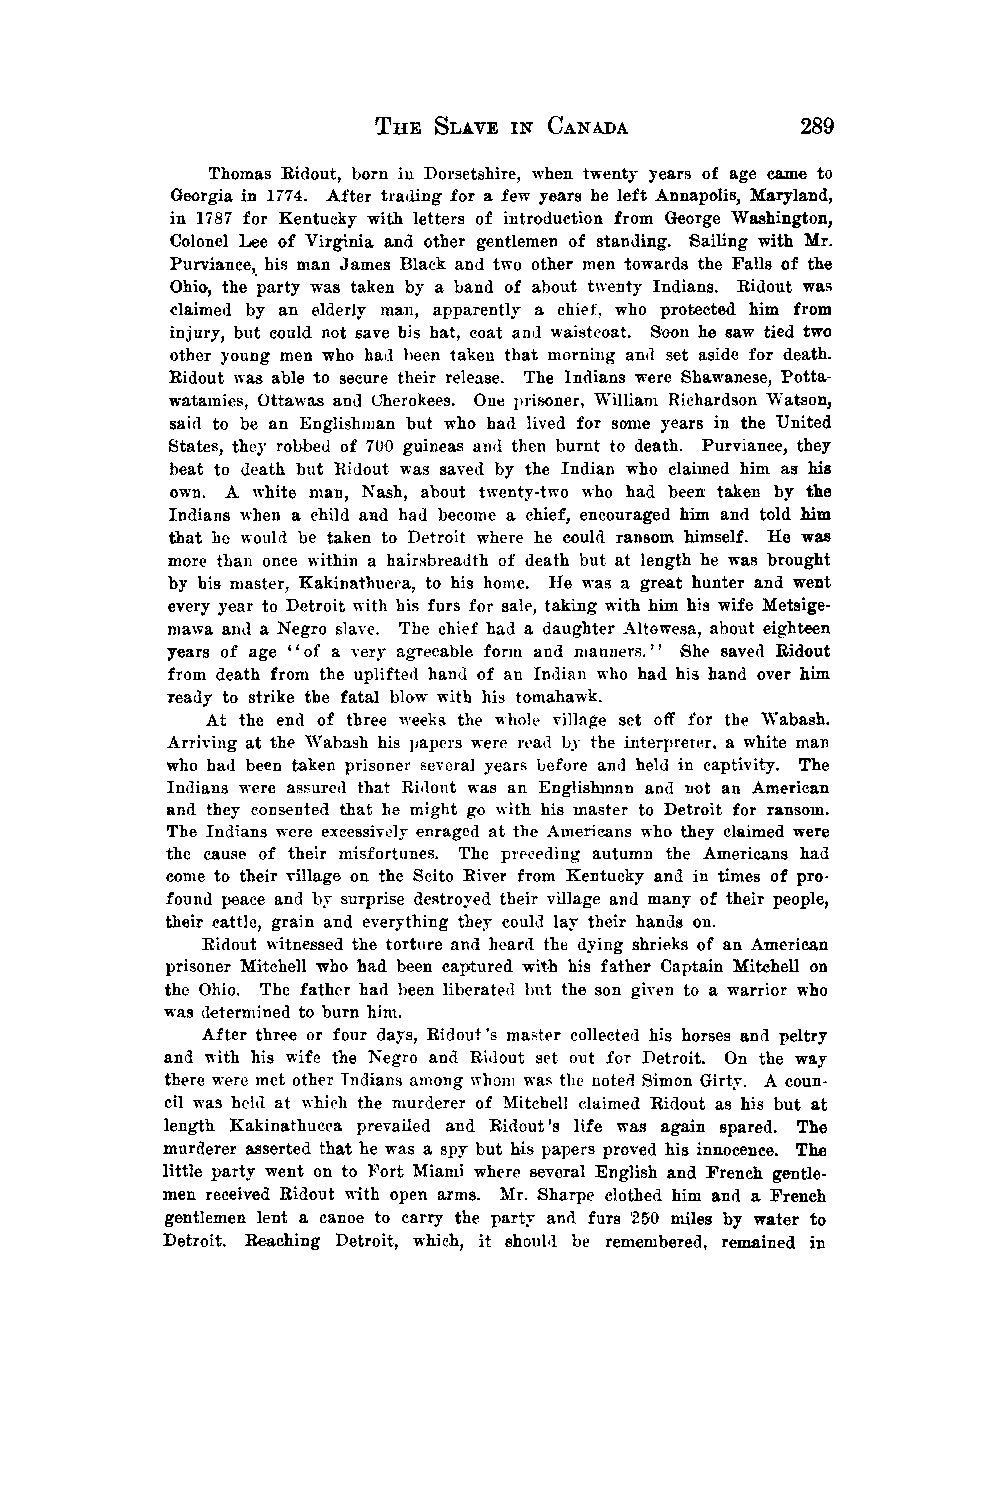 THE SLAVE IN CANADA 289
Thomas Ridout, born in Dorsetshire, when twenty years of age came to
Georgia in 1774. After trading for a few years he left Annapolis, Maryland,
in 1787 for Kentucky with letters of introduction from George Washington,
Colonel Lee of Virginia and other gentlemen of standing. Sailing with Mr.
Purviance, his man James Black and two other men towards the Falls of the
Ohio, the party was taken by a band of about twenty Indians. Ridout was
claimed by an elderly man, apparently a chief, who protected him from
injury, but could not save his hat, coat and waistcoat. Soon he saw tied two
other young men who had been taken that morning and set aside for death.
Ridout was able to secure their release. The Indians were Shawanese, Potta-
watamies, Ottawas and Cherokees. One prisoner, William Richardson Watson,
said to be an Englishman but who had lived for some years in the United
States, they robbed of 700 guineas and then burnt to death. Purviance, they
beat to death but Ridout was saved by the Indian who claimed him as his
own. A white man, Nash, about twenty-two who had been taken by the
Indians when a child and had become a chief, encouraged him and told him
that he would be taken to Detroit where he could ransom himself. He was
more than once within a hairsbreadth of death but at length he was brought
by his master, Kakinathucca, to his home. He was a great hunter and went
every year to Detroit with his furs for sale, taking with him his wife Metsige-
mawa and a Negro slave. The chief had a daughter Altewesa, about eighteen
years of age ‘‘of a very agreeable form and manners.’’ She saved Ridout
from death from the uplifted hand of an Indian who had his hand over him
ready to strike the fatal blow with his tomahawk.
At the end of three weeks the whole village set off for the Wabash.
Arriving at the Wabash his papers were read by the interpreter, a white man
who had been taken prisoner several years before and held in captivity. The
Indians were assured that Ridout was an Englishman and not an American
and they consented that he might go with his master to Detroit for ransom.
The Indians were excessively enraged at the Americans who they claimed were
the cause of their misfortunes. The preceding autumn the Americans had
come to their village on the Scito River from Kentucky and in times of pro-
found peace and by surprise destroyed their village and many of their people,
their cattle, grain and everything they could lay their hands on.
Ridout witnessed the torture and heard the dying shrieks of an American
prisoner Mitchell who had been captured with his father Captain Mitchell on
the Ohio. The father had been liberated but the son given to a warrior who
was determined to burn him.
After three or four days, Ridout's master collected his horses and peltry
and with his wife the Negro and Ridout set out for Detroit. On the way
there were met other Indians among whom was the noted Simon Girty. A coun-
cil was held at which the murderer of Mitchell claimed Ridout as his but at
length Kakinathucca prevailed and Ridout's life was again spared. The
murderer asserted that he was a spy but his papers proved his innocence. The
little party went on to Fort Miami where several English and French gentle-
men received Ridout with open arms. Mr. Sharpe clothed him and a French
gentlemen lent a canoe to carry the party and furs 250 miles by water to
Detroit. Reaching Detroit, which, it should be remembered, remained in